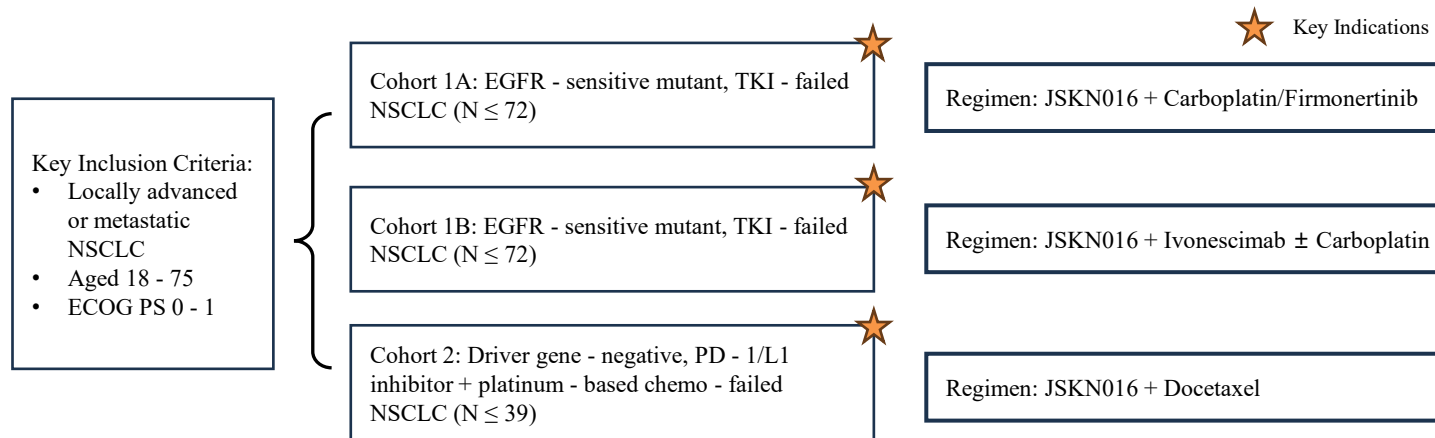 Key Indications
Key Inclusion Criteria:
• Locally advanced
or metastatic
NSCLC
• Aged 18 - 75
• ECOG PS 0 - 1
Cohort 1A: EGFR - sensitive mutant, TKI - failed
NSCLC (N ≤ 72)
Regimen: JSKN016 + Carboplatin/Firmonertinib
Cohort 1B: EGFR - sensitive mutant, TKI - failed
NSCLC (N ≤ 72)
Regimen: JSKN016 + Ivonescimab ± Carboplatin
Cohort 2: Driver gene - negative, PD - 1/L1
inhibitor + platinum - based chemo - failed
NSCLC (N ≤ 39)
Regimen: JSKN016 + Docetaxel